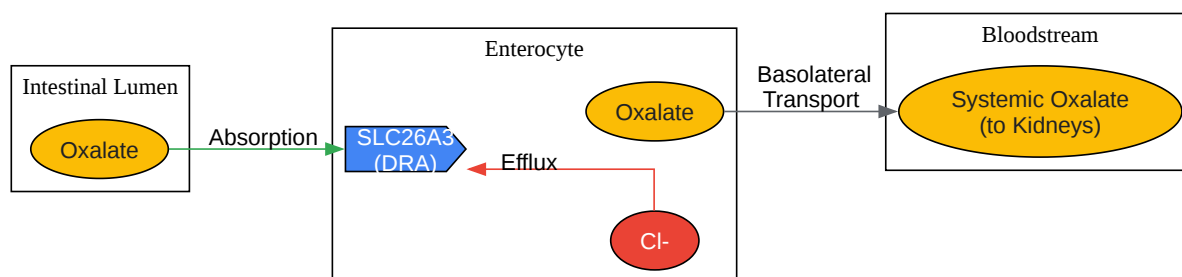 Intestinal Lumen
Oxalate
Absorption
Enterocyte
SLC26A3
(DRA)
Efflux
Oxalate
Cl-
Basolateral
Transport
Bloodstream
Systemic Oxalate
(to Kidneys)